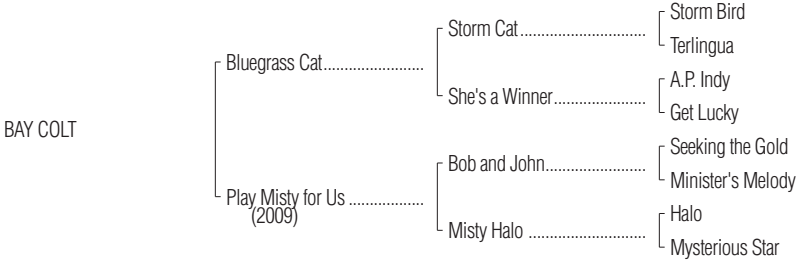 Storm Bird
Storm Cat..............................
Terlingua
Bluegrass Cat........................
A.P. Indy
She's a Winner......................
Get Lucky
BAY COLT
Seeking the Gold
Bob and John........................
Minister's Melody
Play Misty for Us ..................
(2009)
Halo
Misty Halo ............................
Mysterious Star